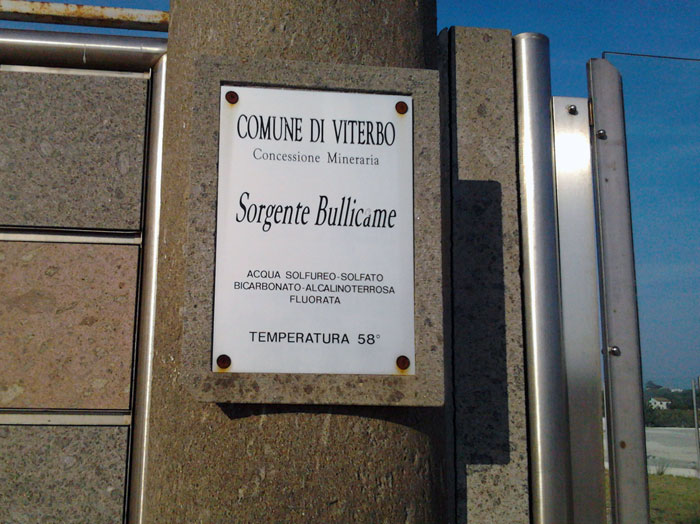 COMUNE DI VITERBO
Concessione Mineraria
Sorgente Bullicame
ACQUA SOLFUREO-SOLFATO
BICARBONATO-ALCALINOTERROSA
FLUORATA
TEMPERATURA 58°